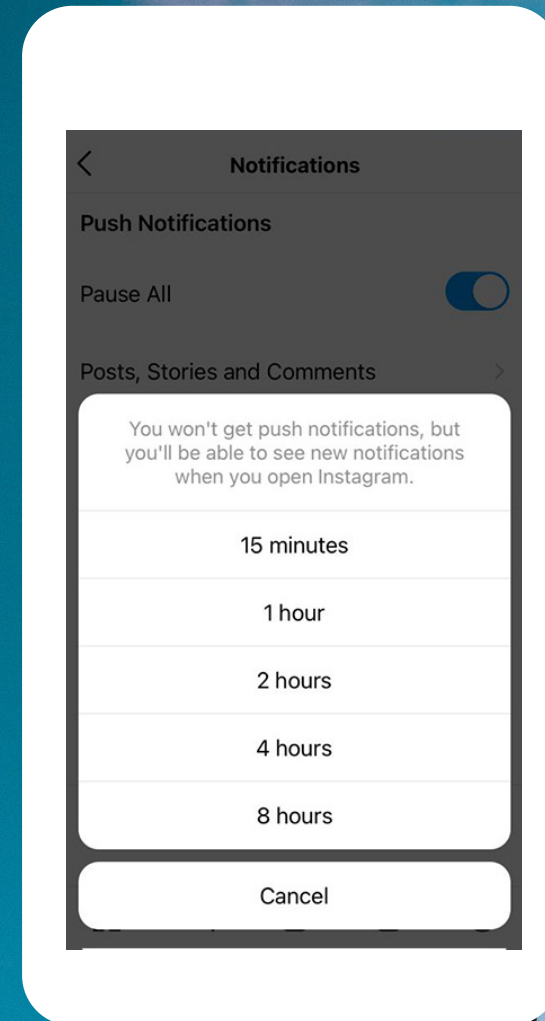 Notifications
Push Notifications
Pause All
Posts, Stories and Comments
You won't get push notifications, but
you'll be able to see new notifications
when you open Instagram.
15 minutes
1 hour
2 hours
4 hours
8 hours
Cancel